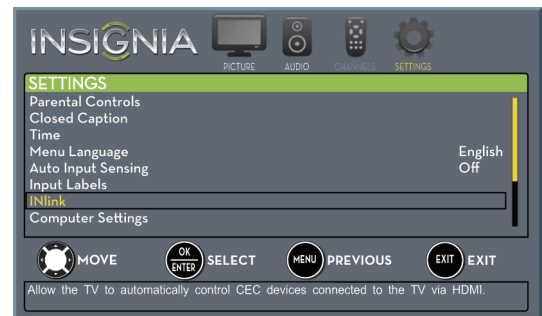 INSIGNIA
PICTURE AUDIO CHANNELS SETTINGS
SETTINGS
Parental Controls
Closed Caption
Time
Menu Language English
Auto Input Sensing Off
Input Labels
INlink
Computer Settings
MOVE OK ENTER SELECT MENU PREVIOUS EXIT EXIT
Allow the TV to automatically control CEC devices connected to the TV via HDMI.